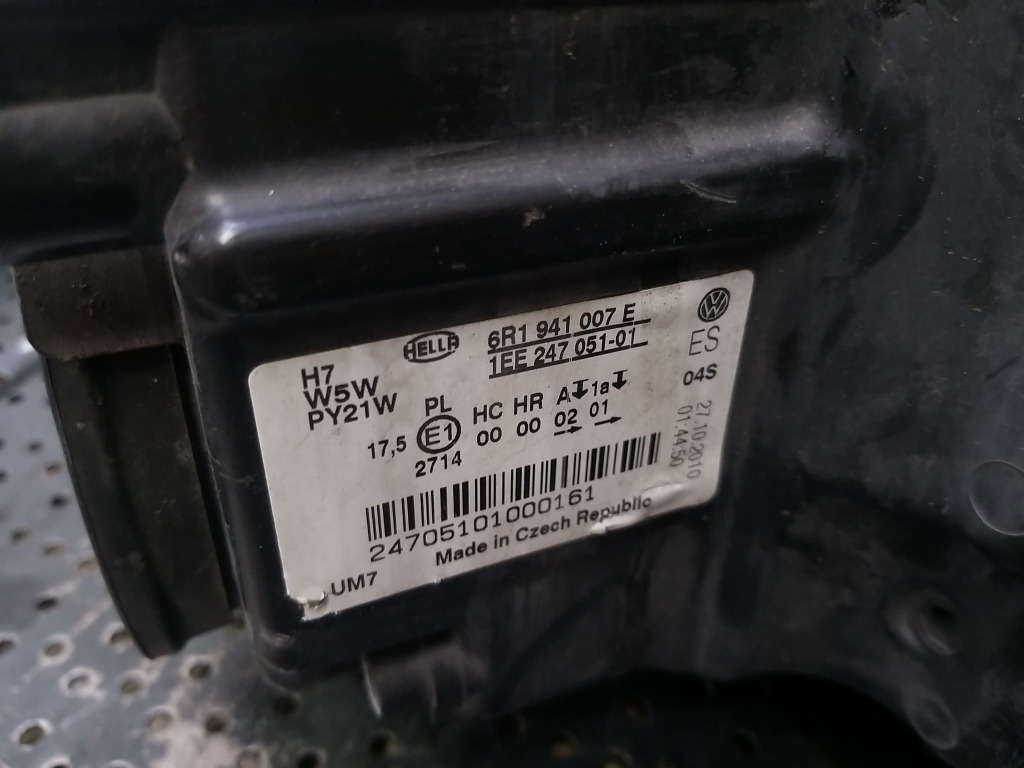 HELLA
6R1 941 007 E
1EE 247 051-01
H7
W5W
PY21W
ES
04S
PL
HC HR A 1a
17,5 E1 00 00 02 01
2714
27.10.2010
01:44:50
24705101000161
Made in Czech Republic
UM7